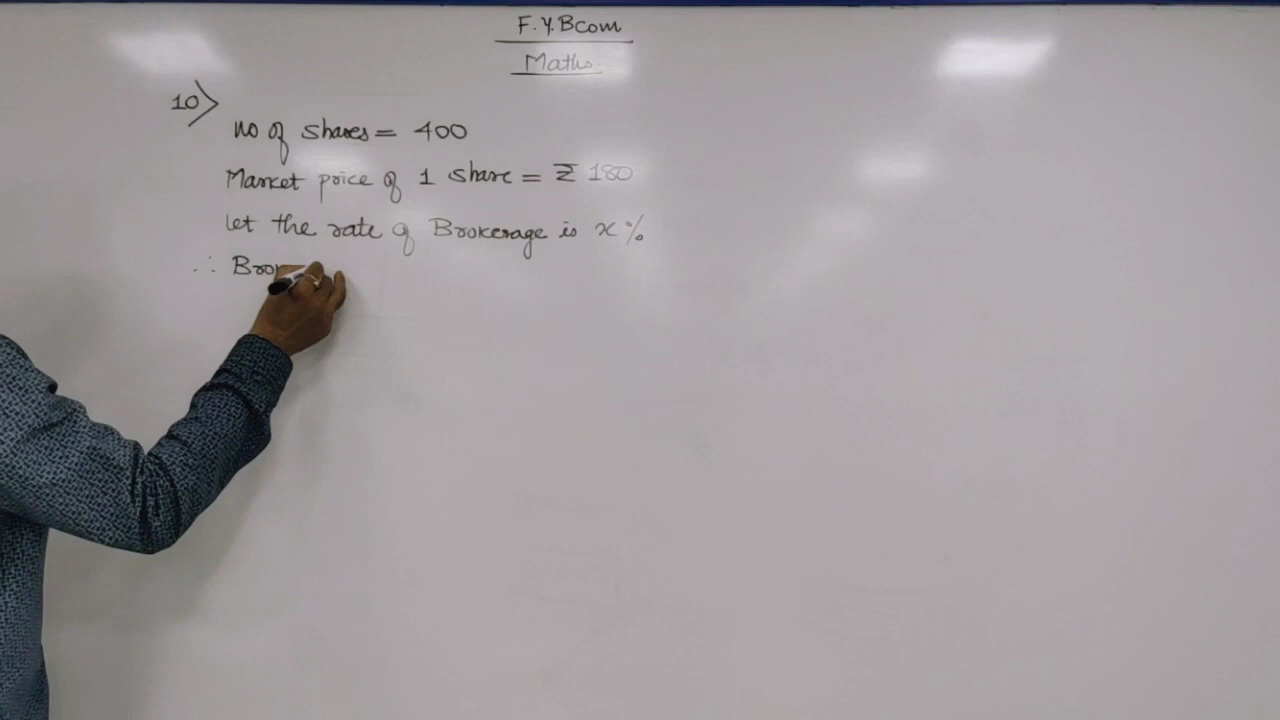 F.Y.Bcom
Maths.
10>
no of shares = 400
Market price of 1 share = ₹ 180
let the rate of Brokerage is x %
∴ Bro